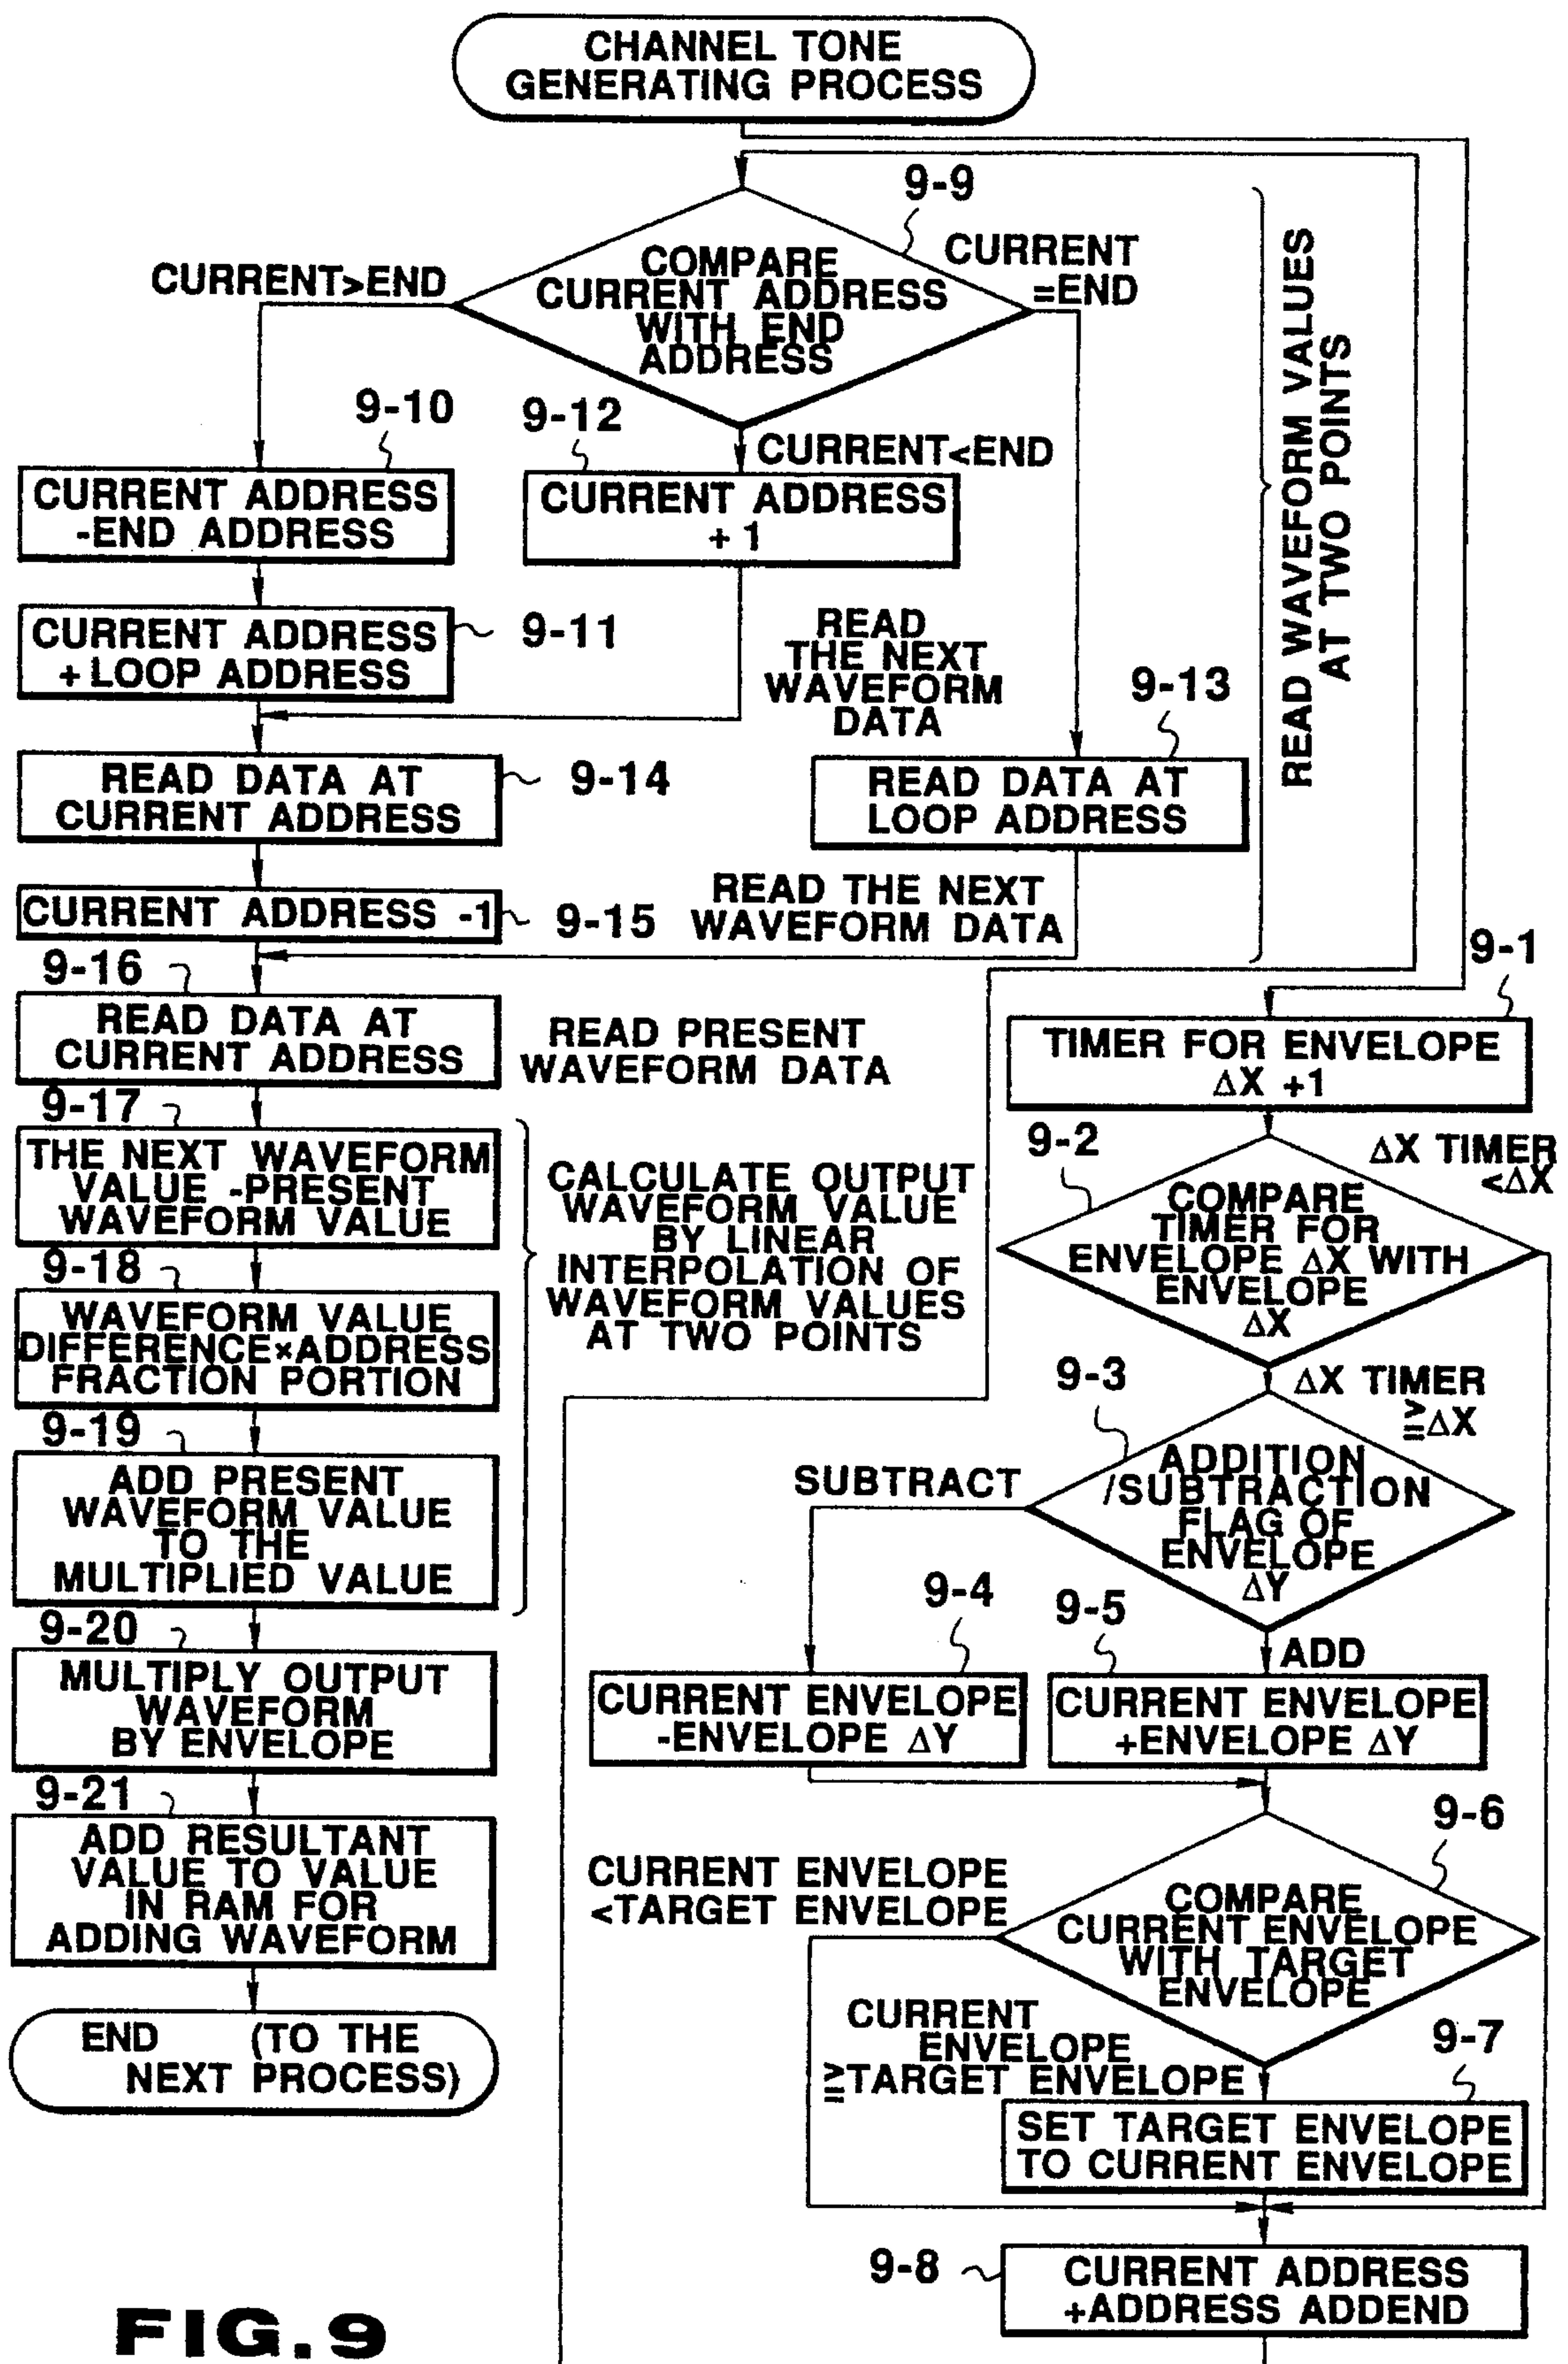 CHANNEL TONE
GENERATING PROCESS
9-9
COMPARE
CURRENT ADDRESS
WITH END
ADDRESS
CURRENT>END
CURRENT
=END
CURRENT<END
READ WAVEFORM VALUES
AT TWO POINTS
9-10
CURRENT ADDRESS
-END ADDRESS
9-12
CURRENT ADDRESS
+1
9-11
CURRENT ADDRESS
+LOOP ADDRESS
READ
THE NEXT
WAVEFORM
DATA
9-13
READ DATA AT
LOOP ADDRESS
9-14
READ DATA AT
CURRENT ADDRESS
CURRENT ADDRESS -1
9-15
READ THE NEXT
WAVEFORM DATA
9-16
READ DATA AT
CURRENT ADDRESS
READ PRESENT
WAVEFORM DATA
9-17
THE NEXT WAVEFORM
VALUE -PRESENT
WAVEFORM VALUE
9-18
WAVEFORM VALUE
DIFFERENCE×ADDRESS
FRACTION PORTION
9-19
ADD PRESENT
WAVEFORM VALUE
TO THE
MULTIPLIED VALUE
CALCULATE OUTPUT
WAVEFORM VALUE
BY LINEAR
INTERPOLATION OF
WAVEFORM VALUES
AT TWO POINTS
9-20
MULTIPLY OUTPUT
WAVEFORM
BY ENVELOPE
9-21
ADD RESULTANT
VALUE TO VALUE
IN RAM FOR
ADDING WAVEFORM
END (TO THE
NEXT PROCESS)
9-1
TIMER FOR ENVELOPE
ΔX +1
9-2
COMPARE
TIMER FOR
ENVELOPE ΔX WITH
ENVELOPE
ΔX
ΔX TIMER
<ΔX
ΔX TIMER
≧ΔX
9-3
ADDITION
/SUBTRACTION
FLAG OF
ENVELOPE
ΔY
SUBTRACT
ADD
9-4
CURRENT ENVELOPE
-ENVELOPE ΔY
9-5
CURRENT ENVELOPE
+ENVELOPE ΔY
9-6
COMPARE
CURRENT ENVELOPE
WITH TARGET
ENVELOPE
CURRENT ENVELOPE
<TARGET ENVELOPE
CURRENT
ENVELOPE
≧TARGET ENVELOPE
9-7
SET TARGET ENVELOPE
TO CURRENT ENVELOPE
9-8
CURRENT ADDRESS
+ADDRESS ADDEND
FIG.9